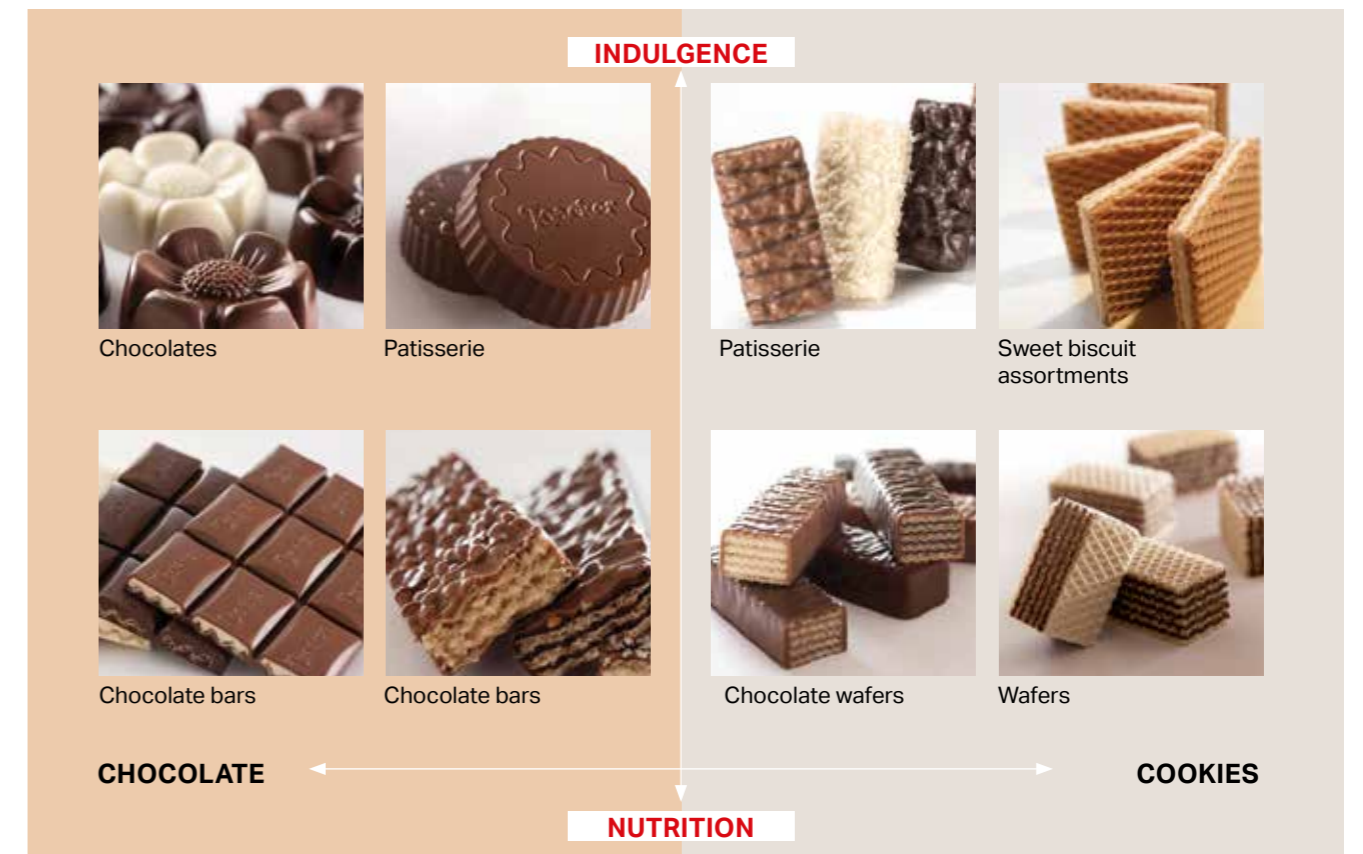 INDULGENCE
Chocolates
Patisserie
Patisserie
Sweet biscuit
assortments
Chocolate bars
Chocolate bars
Chocolate wafers
Wafers
CHOCOLATE
COOKIES
NUTRITION